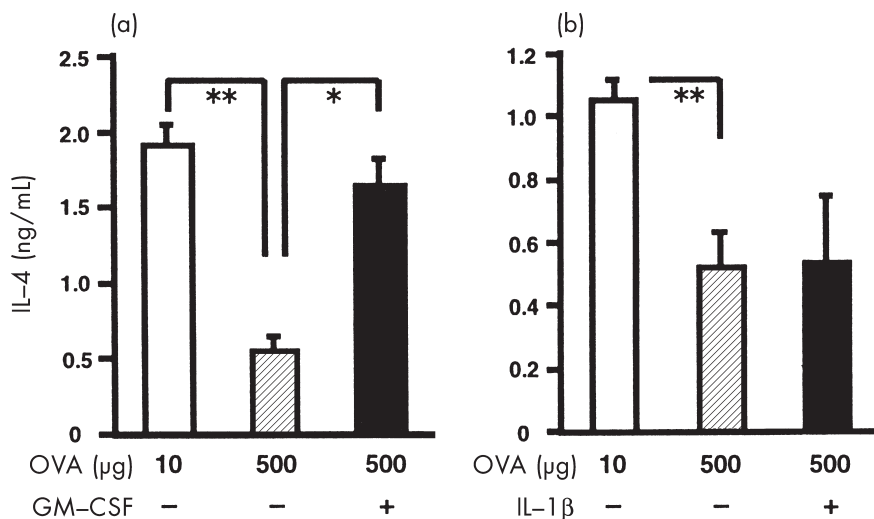 (a)
IL–4 (ng/mL)
2.5
2.0
1.5
1.0
0.5
0
** *
OVA (μg) 10 500 500
GM–CSF – – +
(b)
1.2
1.0
0.8
0.6
0.4
0.2
0
**
OVA (μg) 10 500 500
IL–1β – – +